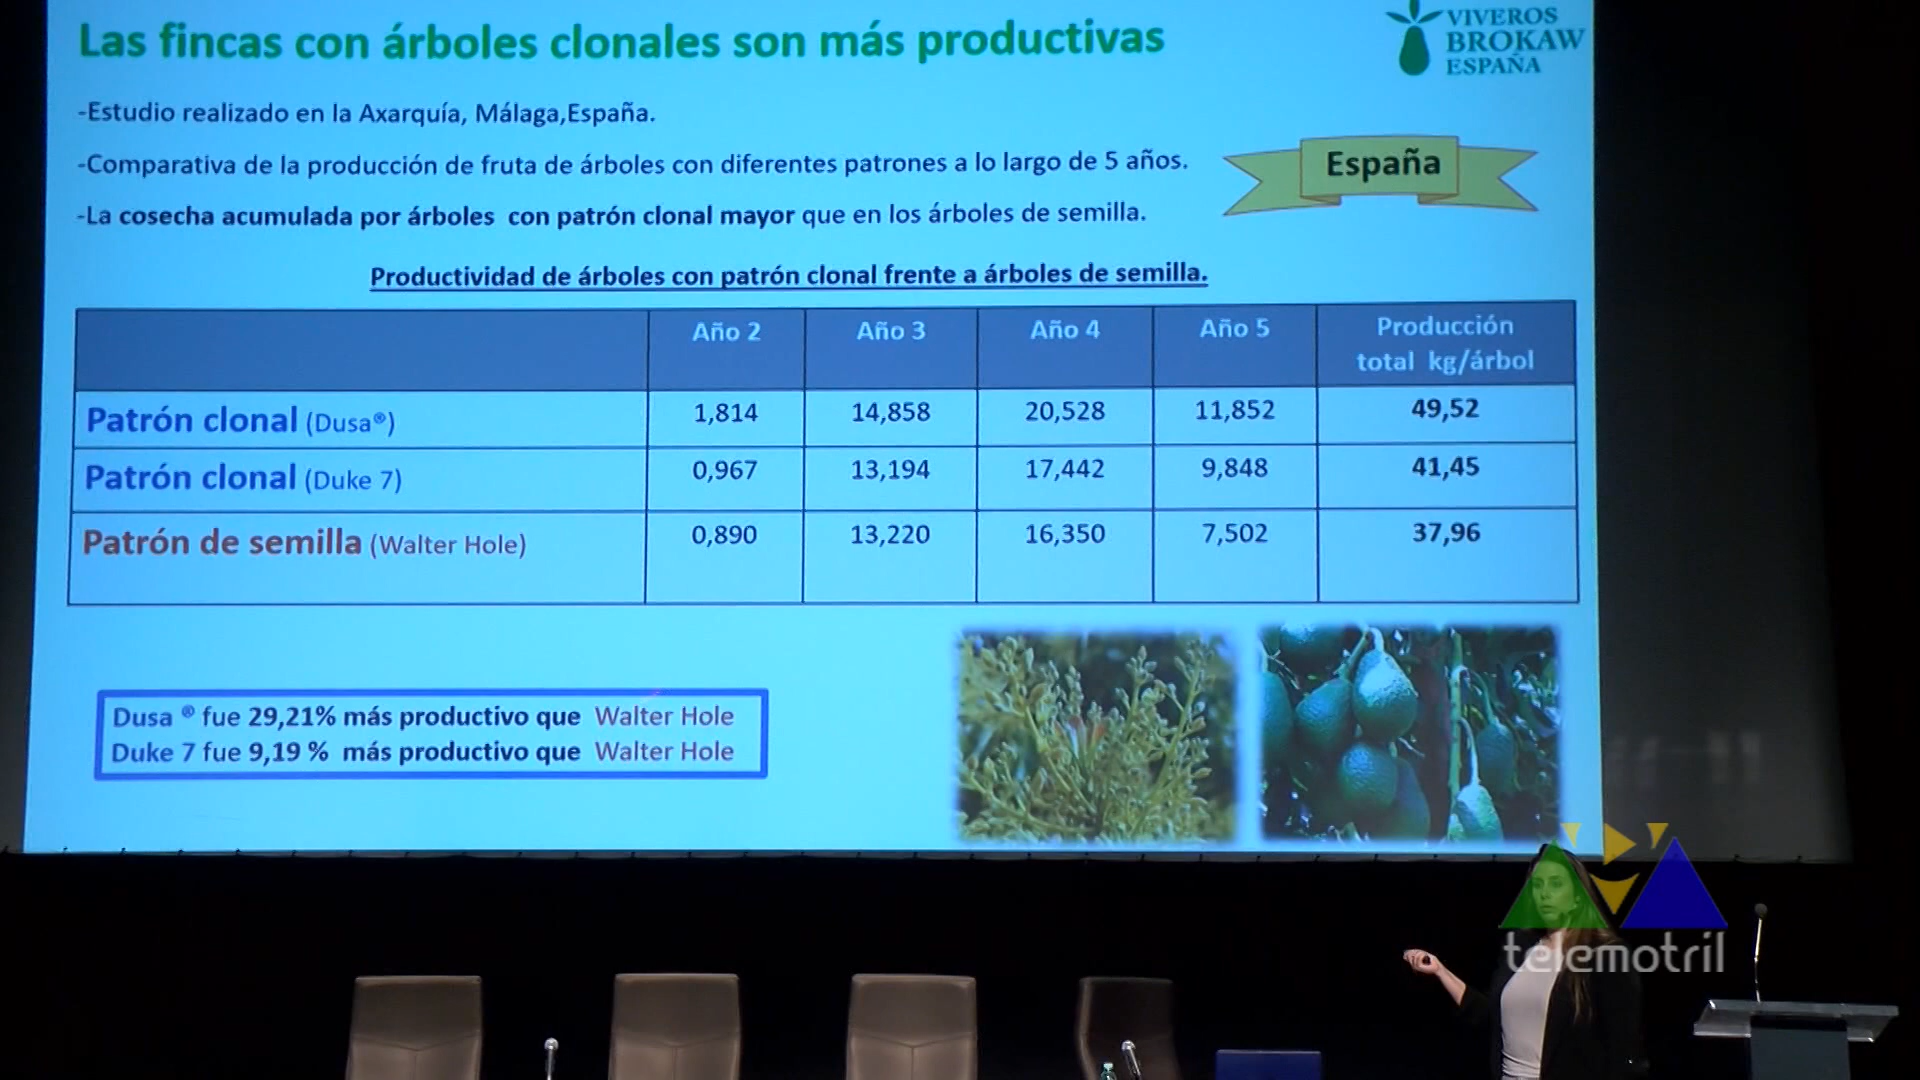 Las fincas con árboles clonales son más productivas
VIVEROS
BROKAW
ESPAÑA
-Estudio realizado en la Axarquía, Málaga,España.
-Comparativa de la producción de fruta de árboles con diferentes patrones a lo largo de 5 años.
España
-La cosecha acumulada por árboles con patrón clonal mayor que en los árboles de semilla.
Productividad de árboles con patrón clonal frente a árboles de semilla.
Año 2 Año 3 Año 4 Año 5 Producción
total kg/árbol
Patrón clonal (Dusa®) 1,814 14,858 20,528 11,852 49,52
Patrón clonal (Duke 7) 0,967 13,194 17,442 9,848 41,45
Patrón de semilla (Walter Hole) 0,890 13,220 16,350 7,502 37,96
Dusa ® fue 29,21% más productivo que Walter Hole
Duke 7 fue 9,19 % más productivo que Walter Hole
telemotril